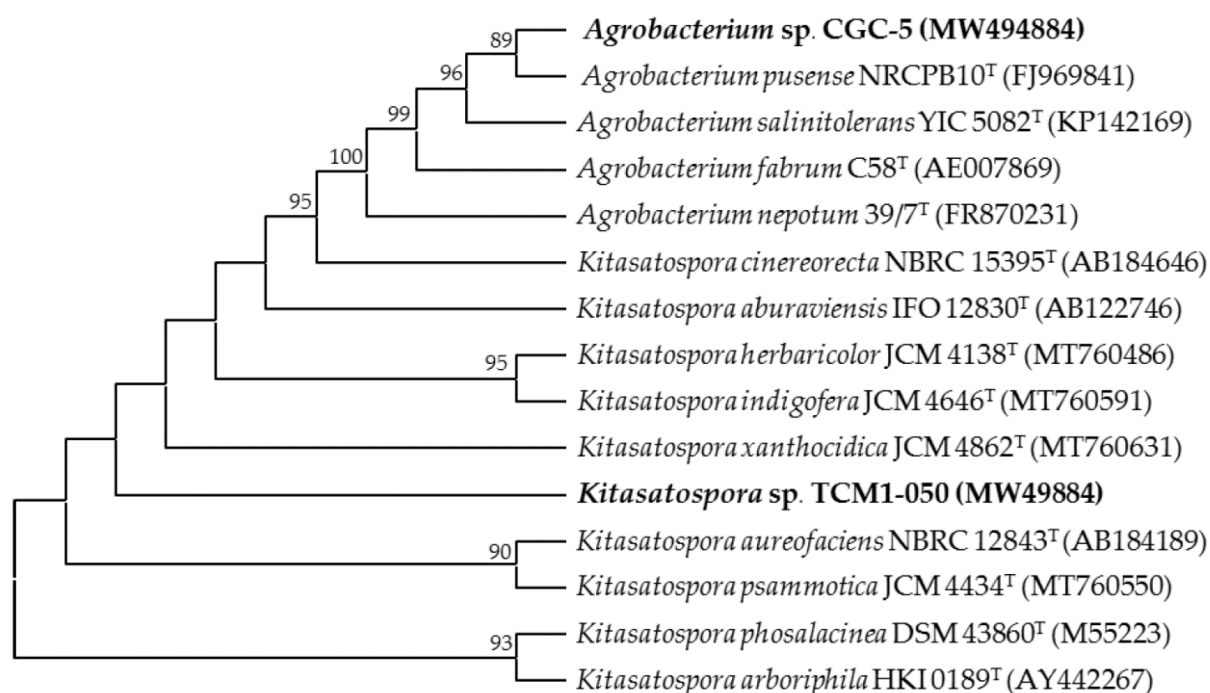 89 Agrobacterium sp. CGC-5 (MW494884)
Agrobacterium pusense NRCPB10ᵀ (FJ969841)
96
Agrobacterium salinitolerans YIC 5082ᵀ (KP142169)
99
Agrobacterium fabrum C58ᵀ (AE007869)
100
Agrobacterium nepotum 39/7ᵀ (FR870231)
95
Kitasatospora cinereorecta NBRC 15395ᵀ (AB184646)
Kitasatospora aburaviensis IFO 12830ᵀ (AB122746)
Kitasatospora herbaricolor JCM 4138ᵀ (MT760486)
95
Kitasatospora indigofera JCM 4646ᵀ (MT760591)
Kitasatospora xanthocidica JCM 4862ᵀ (MT760631)
Kitasatospora sp. TCM1-050 (MW49884)
Kitasatospora aureofaciens NBRC 12843ᵀ (AB184189)
90
Kitasatospora psammotica JCM 4434ᵀ (MT760550)
Kitasatospora phosalacinea DSM 43860ᵀ (M55223)
93
Kitasatospora arboriphila HKI 0189ᵀ (AY442267)